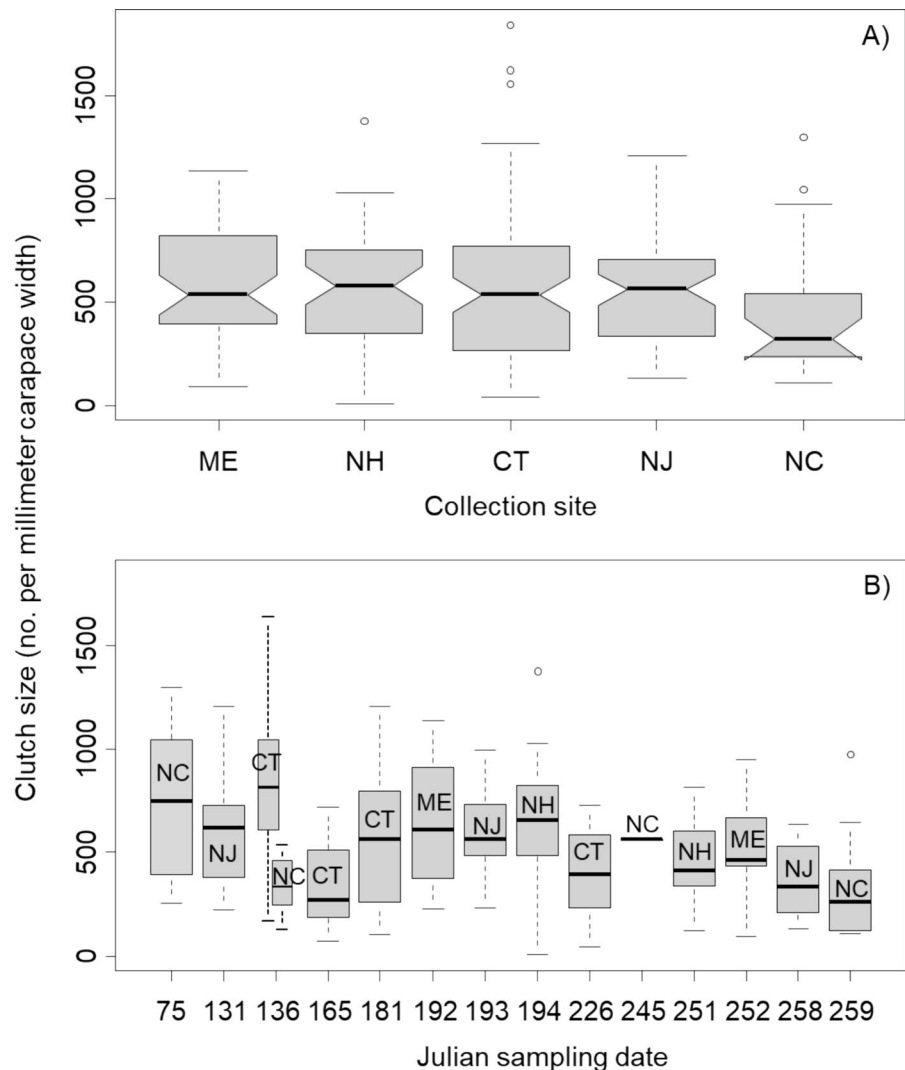 Clutch size (no. per millimeter carapace width)
A)
1500
1000
500
0
ME NH CT NJ NC
Collection site
B)
1500
1000
500
0
NC
NJ
CT
NC
CT
CT
ME
NJ
NH
CT
NC
NH
ME
NJ
NC
75 131 136 165 181 192 193 194 226 245 251 252 258 259
Julian sampling date